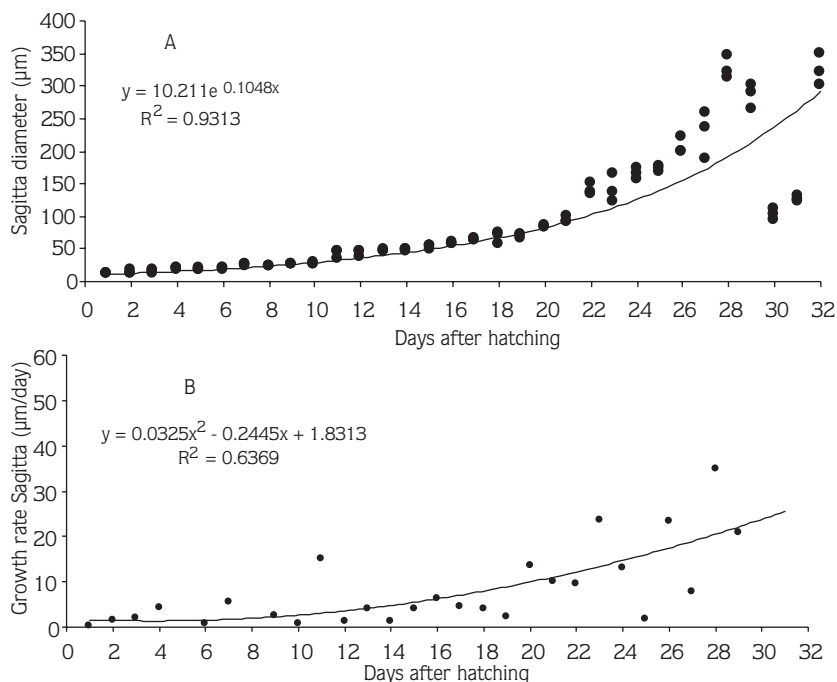 400
350
300
250
200
150
100
50
0
Sagitta diameter (µm)
A
y = 10.211e 0.1048x
R2 = 0.9313
0 2 4 6 8 10 12 14 16 18 20 22 24 26 28 30 32
Days after hatching
60
50
40
30
20
10
0
Growth rate Sagitta (µm/day)
B
y = 0.0325x2 - 0.2445x + 1.8313
R2 = 0.6369
0 2 4 6 8 10 12 14 16 18 20 22 24 26 28 30 32
Days after hatching